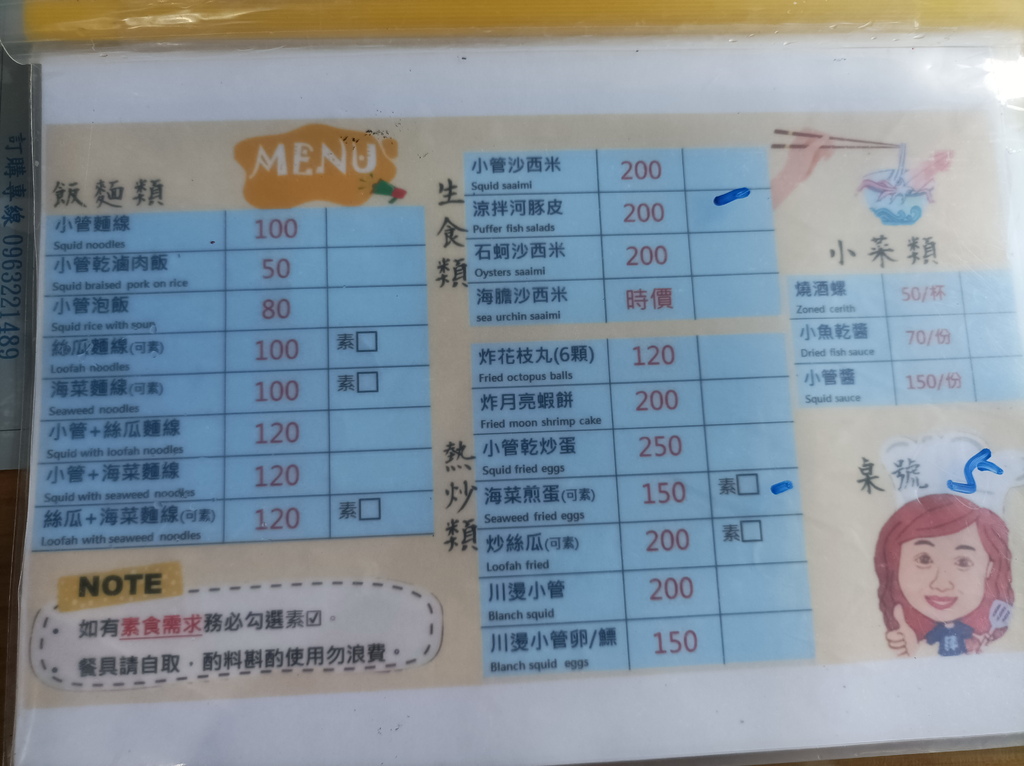 訂購專線 0963221489
MENU
飯麵類
小管麵線 100
Squid noodles
小管乾滷肉飯 50
Squid braised pork on rice
小管泡飯 80
Squid rice with soup
絲瓜麵線(可素) 100 素☐
Loofah noodles
海菜麵線(可素) 100 素☐
Seaweed noodles
小管+絲瓜麵線 120
Squid with loofah noodles
小管+海菜麵線 120
Squid with seaweed noodles
絲瓜+海菜麵線(可素) 120 素☐
Loofah with seaweed noodles
NOTE
· 如有素食需求務必勾選素☑。
· 餐具請自取,酌料斟酌使用勿浪費。
生食類
小管沙西米 200
Squid saaimi
涼拌河豚皮 200
Puffer fish salads
石蚵沙西米 200
Oysters saaimi
海膽沙西米 時價
sea urchin saaimi
熱炒類
炸花枝丸(6顆) 120
Fried octopus balls
炸月亮蝦餅 200
Fried moon shrimp cake
小管乾炒蛋 250
Squid fried eggs
海菜煎蛋(可素) 150 素☐
Seaweed fried eggs
炒絲瓜(可素) 200 素☐
Loofah fried
川燙小管 200
Blanch squid
川燙小管卵/鰾 150
Blanch squid eggs
小菜類
燒酒螺 50/杯
Zoned cerith
小魚乾醬 70/份
Dried fish sauce
小管醬 150/份
Squid sauce
桌號 5